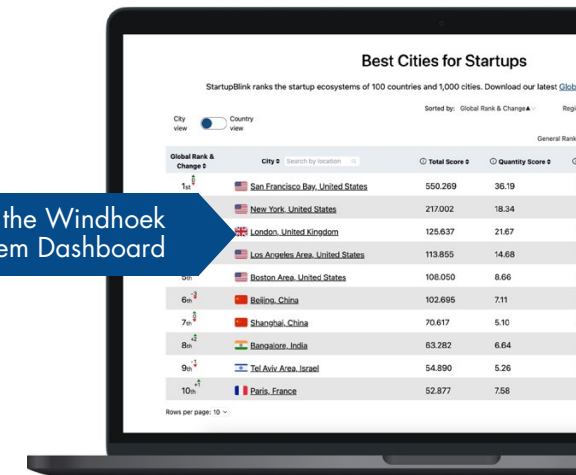 Best Cities for Startups
StartupBlink ranks the startup ecosystems of 100 countries and 1,000 cities. Download our latest Glob
Sorted by: Global Rank & Change▲ Regi
City view Country view
General Rank
Global Rank & Change City Search by location Total Score Quantity Score
1st San Francisco Bay, United States 550.269 36.19
New York, United States 217.002 18.34
the Windhoek
em Dashboard
London, United Kingdom 125.637 21.67
Los Angeles Area, United States 113.855 14.68
5th Boston Area, United States 108.050 8.66
6th -3 Beijing, China 102.695 7.11
7th Shanghai, China 70.617 5.10
8th +2 Bangalore, India 63.282 6.64
9th -1 Tel Aviv Area, Israel 54.890 5.26
10th +1 Paris, France 52.877 7.58
Rows per page: 10